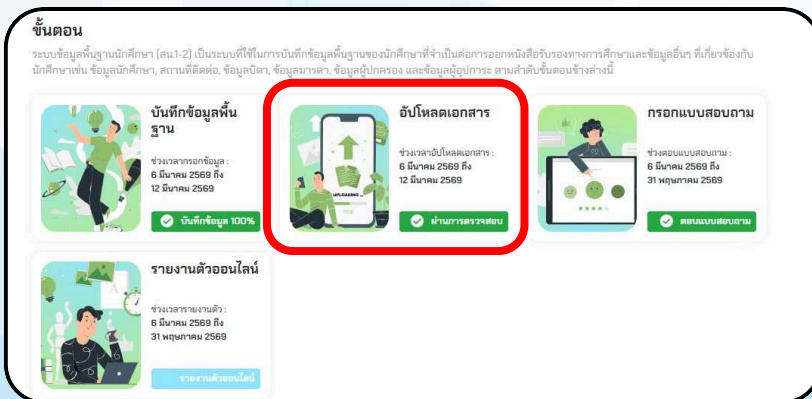 ขั้นตอน
ระบบข้อมูลพื้นฐานนักศึกษา (สน.1-2) เป็นระบบที่ใช้ในการบันทึกข้อมูลพื้นฐานของนักศึกษาที่จำเป็นต่อการออกหนังสือรับรองทางการศึกษาและข้อมูลอื่นๆ ที่เกี่ยวข้องกับ
นักศึกษาเช่น ข้อมูลนักศึกษา, สถานที่ติดต่อ, ข้อมูลบิดา, ข้อมูลมารดา, ข้อมูลผู้ปกครอง และข้อมูลผู้อุปการะ ตามลำดับขั้นตอนข้างล่างนี้
บันทึกข้อมูลพื้น
ฐาน
ช่วงเวลากรอกข้อมูล :
6 มีนาคม 2569 ถึง
12 มีนาคม 2569
บันทึกข้อมูล 100%
อัปโหลดเอกสาร
ช่วงเวลาอัปโหลดเอกสาร :
6 มีนาคม 2569 ถึง
12 มีนาคม 2569
UPLOADING ...
ผ่านการตรวจสอบ
กรอกแบบสอบถาม
ช่วงตอบแบบสอบถาม :
6 มีนาคม 2569 ถึง
31 พฤษภาคม 2569
ตอบแบบสอบถาม
รายงานตัวออนไลน์
ช่วงเวลารายงานตัว :
6 มีนาคม 2569 ถึง
31 พฤษภาคม 2569
รายงานตัวออนไลน์